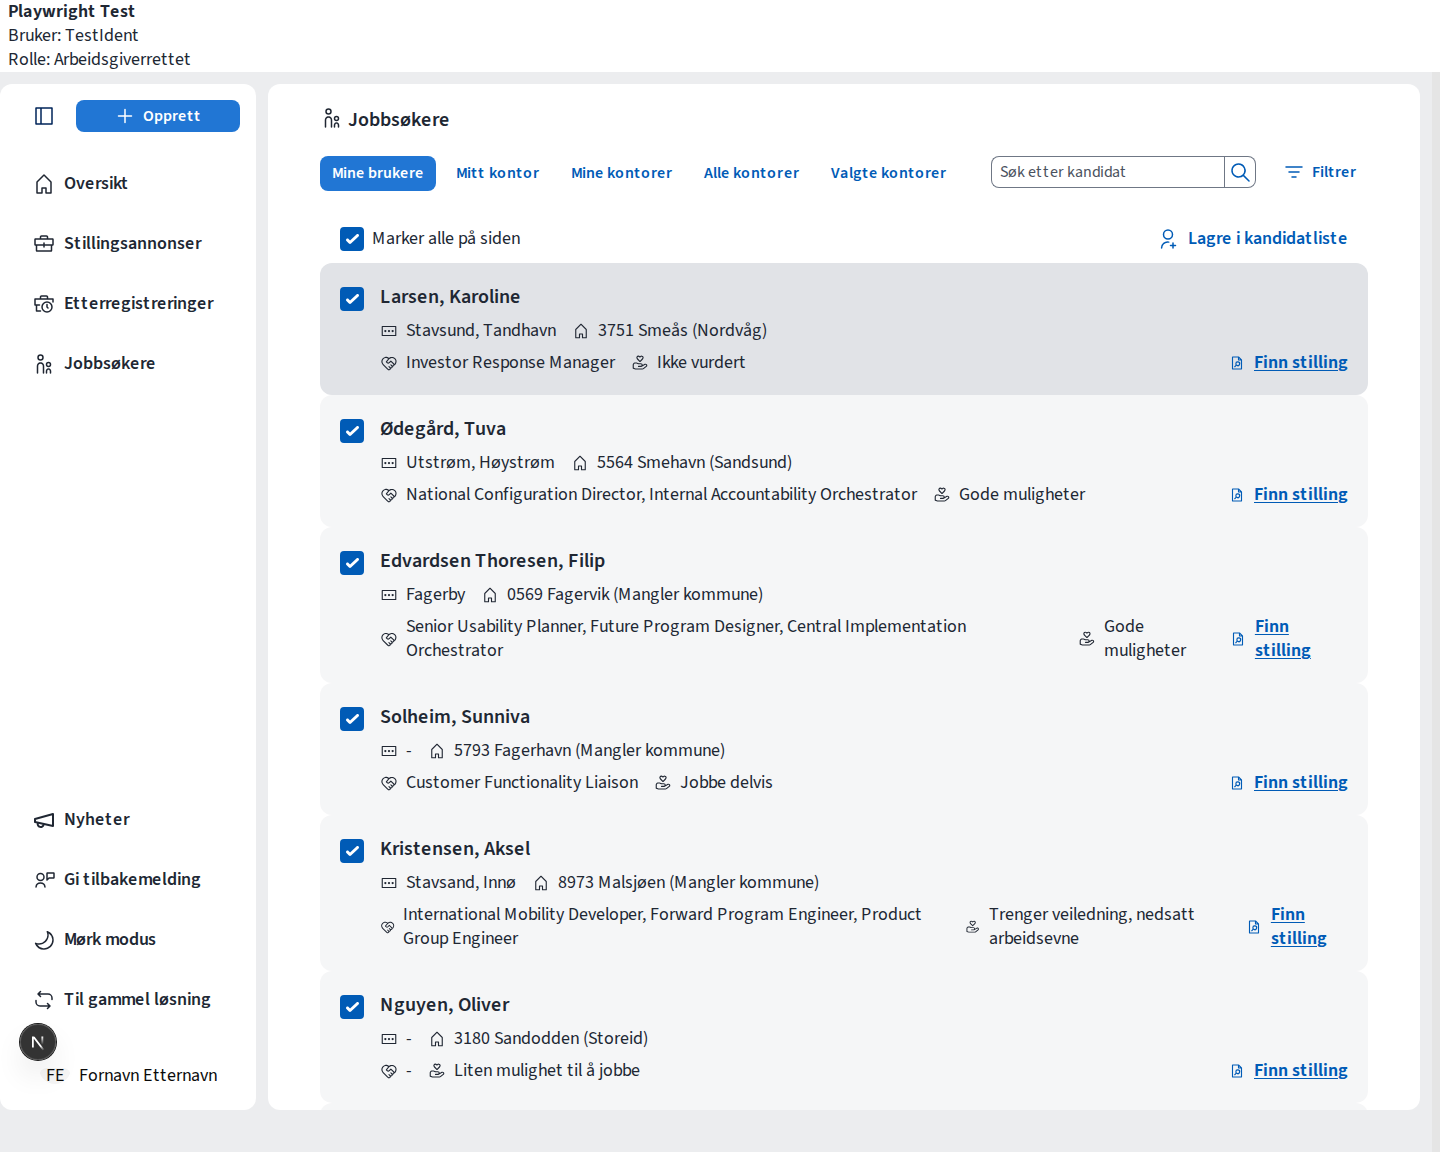 Playwright Test
Bruker: TestIdent
Rolle: Arbeidsgiverrettet
Opprett
Oversikt
Stillingsannonser
Etterregistreringer
Jobbsøkere
Nyheter
Gi tilbakemelding
Mørk modus
Til gammel løsning
N
FE Fornavn Etternavn
Jobbsøkere
Mine brukere Mitt kontor Mine kontorer Alle kontorer Valgte kontorer Søk etter kandidat Filtrer
Marker alle på siden Lagre i kandidatliste
Larsen, Karoline
Stavsund, Tandhavn 3751 Smeås (Nordvåg)
Investor Response Manager Ikke vurdert Finn stilling
Ødegård, Tuva
Utstrøm, Høystrøm 5564 Smehavn (Sandsund)
National Configuration Director, Internal Accountability Orchestrator Gode muligheter Finn stilling
Edvardsen Thoresen, Filip
Fagerby 0569 Fagervik (Mangler kommune)
Senior Usability Planner, Future Program Designer, Central Implementation Gode Finn
Orchestrator muligheter stilling
Solheim, Sunniva
- 5793 Fagerhavn (Mangler kommune)
Customer Functionality Liaison Jobbe delvis Finn stilling
Kristensen, Aksel
Stavsand, Innø 8973 Malsjøen (Mangler kommune)
International Mobility Developer, Forward Program Engineer, Product Trenger veiledning, nedsatt Finn
Group Engineer arbeidsevne stilling
Nguyen, Oliver
- 3180 Sandodden (Storeid)
- Liten mulighet til å jobbe Finn stilling